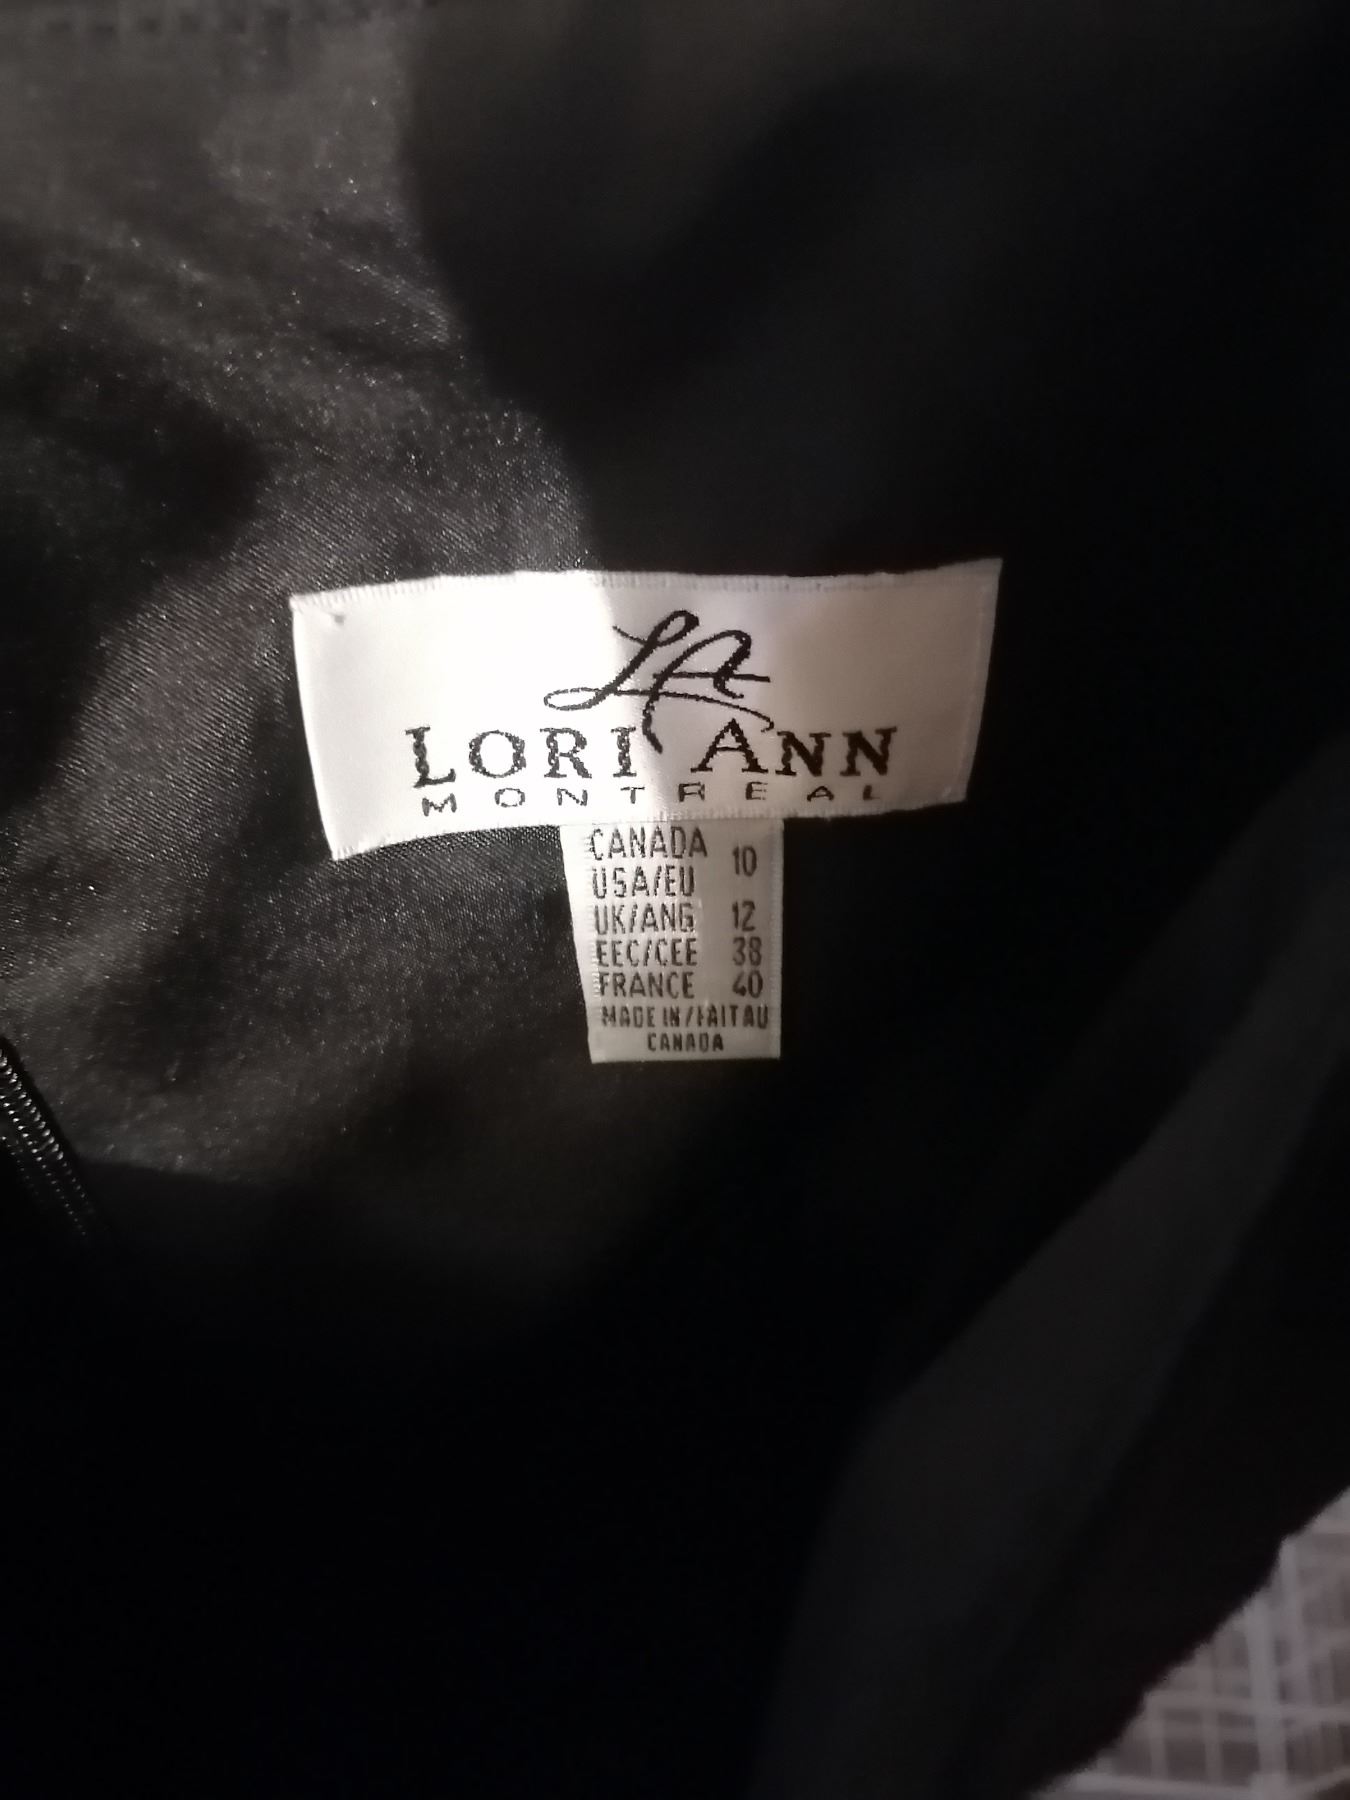 LA
LORI ANN
MONTREAL
CANADA 10
USA/EU
UK/ANG 12
EEC/CEE 38
FRANCE 40
MADE IN/FAIT AU
CANADA